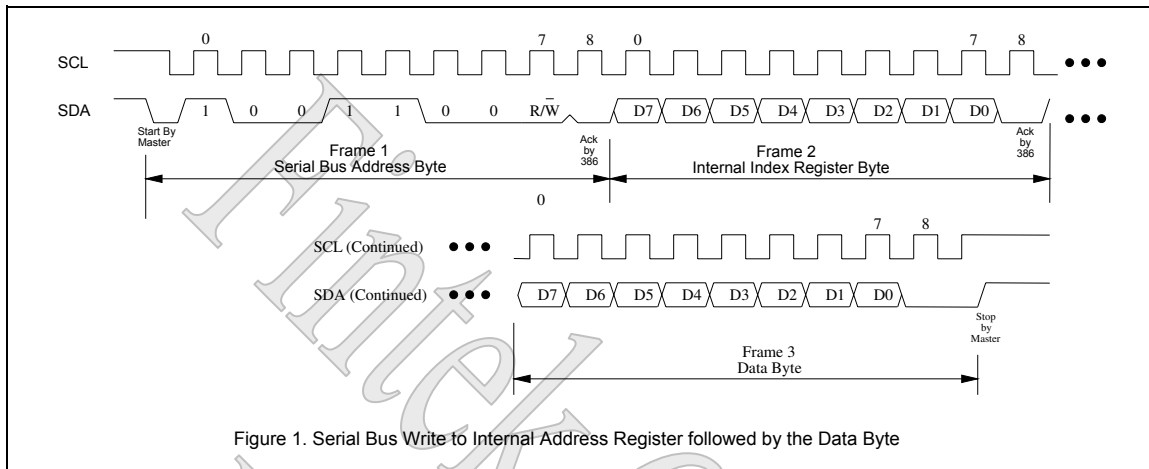 0 7 8 0 7 8
SCL
SDA 1 0 0 1 1 0 0 R/W D7 D6 D5 D4 D3 D2 D1 D0
Start By
Master
Ack
by
386
Ack
by
386
Frame 1
Serial Bus Address Byte
Frame 2
Internal Index Register Byte
0
7 8
SCL (Continued)
SDA (Continued) D7 D6 D5 D4 D3 D2 D1 D0
Stop
by
Master
Frame 3
Data Byte
Figure 1. Serial Bus Write to Internal Address Register followed by the Data Byte
Fintek